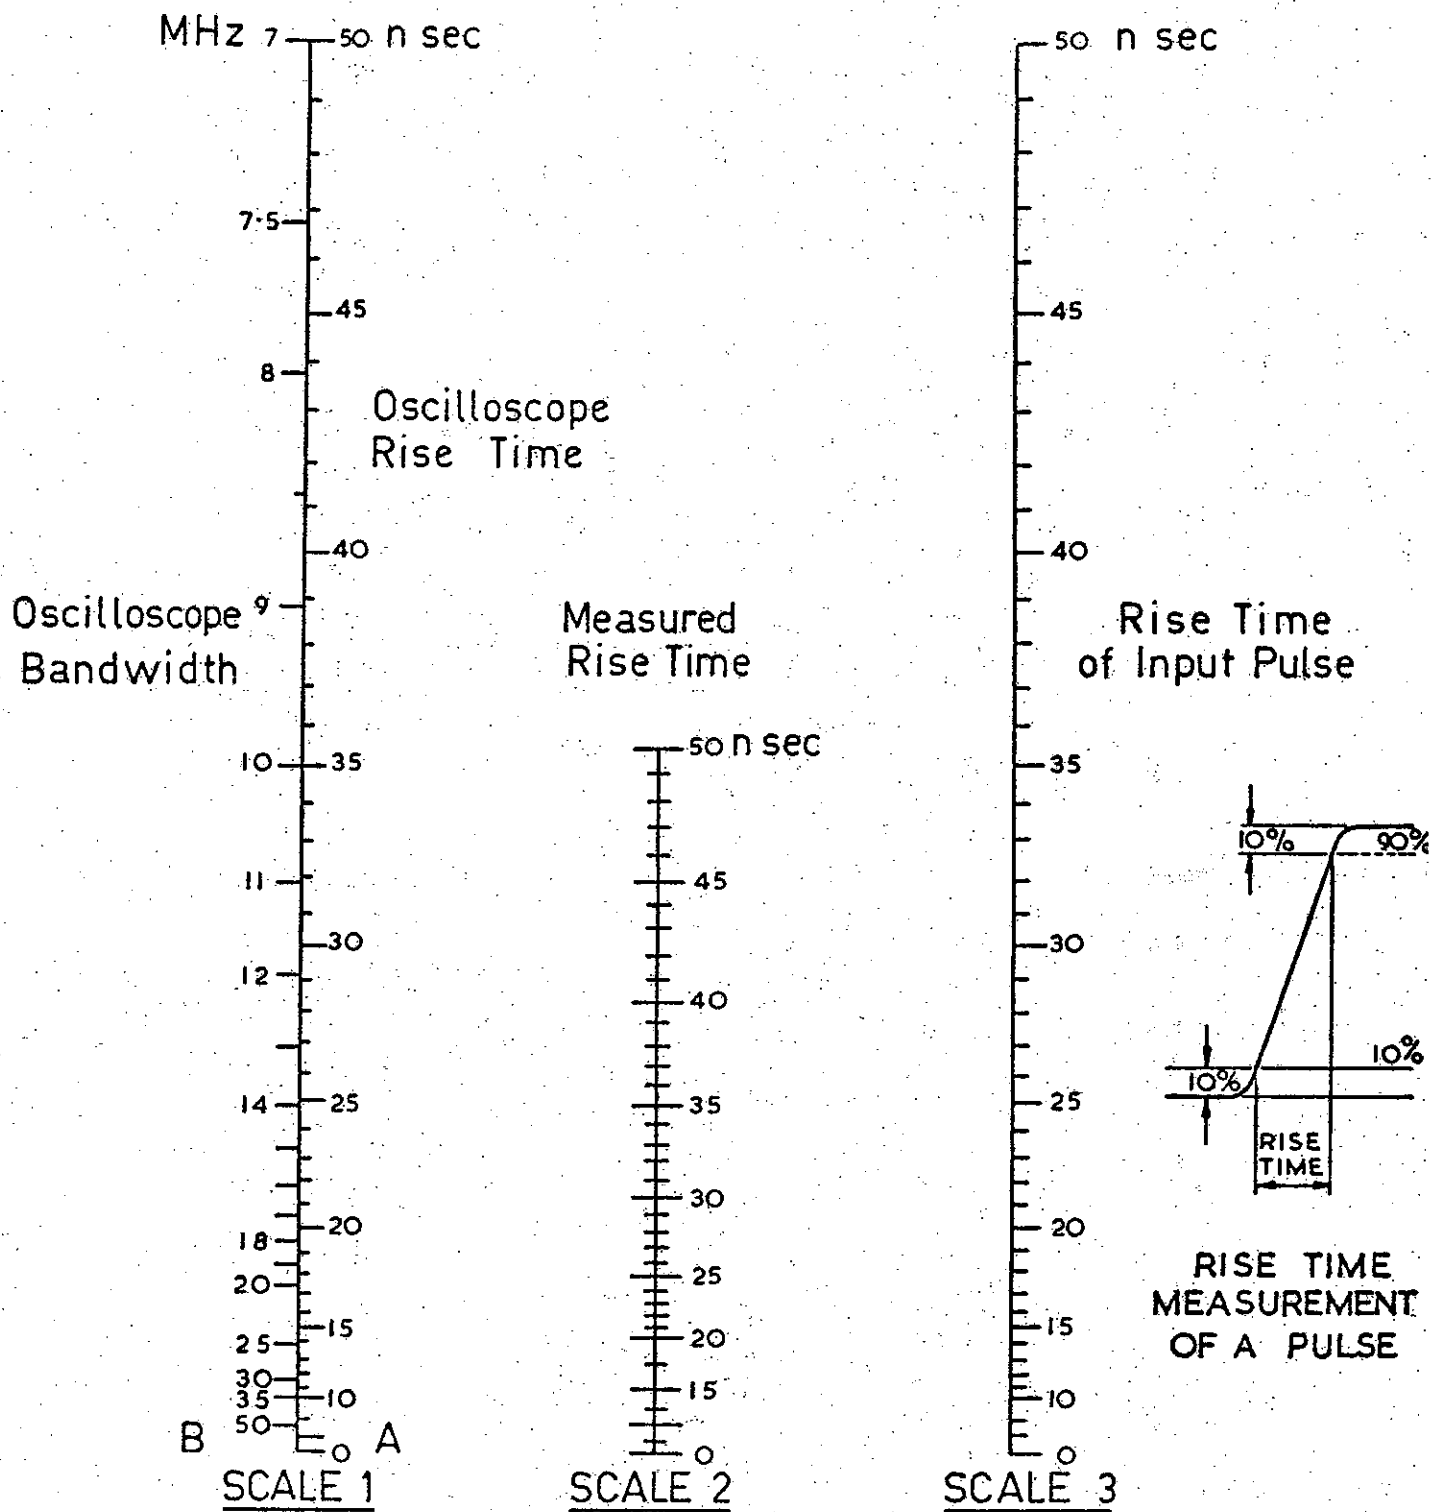 MHz 7 50 n sec
7·5
45
8
Oscilloscope
Rise Time
40
9
Oscilloscope
Bandwidth
10 35
11
30
12
14 25
20
18
20
15
25
30
35 10
50
B A
0
SCALE 1
Measured
Rise Time
50 n sec
45
40
35
30
25
20
15
0
SCALE 2
50 n sec
45
40
Rise Time
of Input Pulse
35
30
25
20
15
10
0
SCALE 3
10% 90%
10%
10%
RISE
TIME
RISE TIME
MEASUREMENT
OF A PULSE